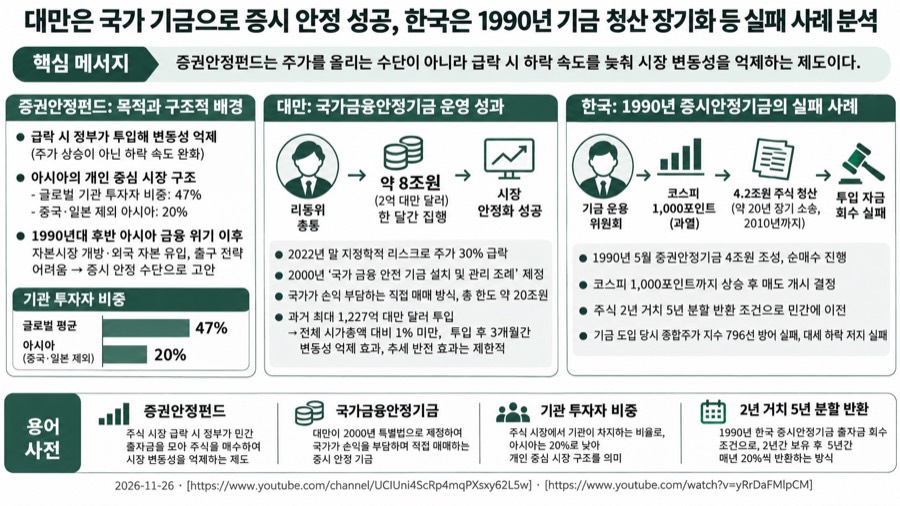 대만은 국가 기금으로 증시 안정 성공, 한국은 1990년 기금 청산 장기화 등 실패 사례 분석
핵심 메서지
증권안정펀드는 주가를 올리는 수단이 아니라 급락 시 하락 속도를 늦춰 시장 변동성을 억제하는 제도이다.
증권안정펀드: 목적과 구조적 배경
급락 시 정부가 투입해 변동성 억제
(주가 상승이 아닌 하락 속도 완화)
아시아의 개인 중심 시장 구조
- 글로벌 기관 투자자 비중: 47%
- 중국·일본 제외 아시아: 20%
1990년대 후반 아시아 금융 위기 이후
자본시장 개방·외국 자본 유입, 출구 전략
어려움 → 증시 안정 수단으로 고안
기관 투자자 비중
글로벌 평균
47%
아시아
(중국·일본 제외)
20%
대만: 국가금융안정기금 운영 성과
리동위
총통
약 8조원
(2억 대만 달러)
한 달간 집행
시장
안정화 성공
2022년 말 지정학적 리스크로 주가 30% 급락
2000년 ‘국가 금융 안전 기금 설치 및 관리 조례’ 제정
국가가 손익 부담하는 직접 매매 방식, 총 한도 약 20조원
과거 최대 1,227억 대만 달러 투입
→ 전체 시가총액 대비 1% 미만, 투입 후 3개월간
변동성 억제 효과, 추세 반전 효과는 제한적
한국: 1990년 증시안정기금의 실패 사례
기금 운용
위원회
코스피
1,000포인트
(과열)
4.2조원 주식 청산
(약 20년 장기 소송,
2010년까지)
투입 자금
회수 실패
1990년 5월 중권안정기금 4조원 조성, 순매수 진행
코스피 1,000포인트까지 상승 후 매도 개시 결정
주식 2년 거치 5년 분할 반환 조건으로 민간에 이전
기금 도입 당시 종합주가 지수 796선 방어 실패, 대세 하락 저지 실패
용어
사전
증권안정펀드
주식 시장 급락 시 정부가 민간
출자금을 모아 주식을 매수하여
시장 변동성을 억제하는 제도
국가금융안정기금
대만이 2000년 특별법으로 제정하여
국가가 손익을 부담하며 직접 매매하는
증시 안정 기금
기관 투자자 비중
주식 시장에서 기관이 차지하는 비율로,
아시아는 20%로 낮아
개인 중심 시장 구조를 의미
2년 거치 5년 분할 반환
1990년 한국 증시안정기금 출자금 회수
조건으로, 2년간 보유 후 5년간
매년 20%씩 반환하는 방식
2026-11-26 · [https://www.youtube.com/channel/UCIUni4ScRp4mqPXsxy62L5w] · [https://www.youtube.com/watch?v=yRrDaFMlpCM]